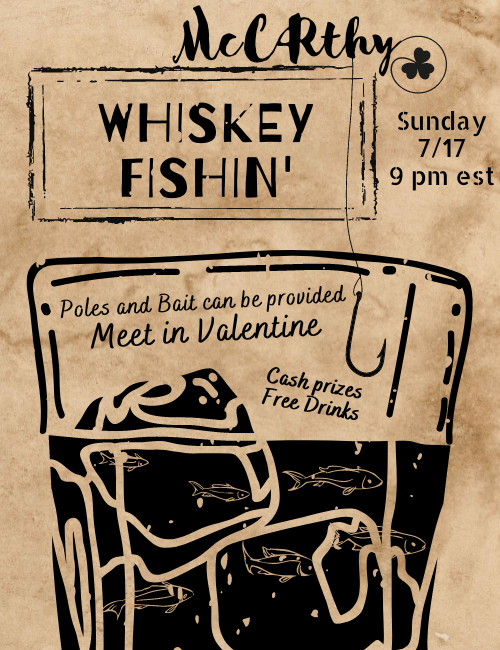 McCARthy
WHISKEY
FISHIN'
Sunday
7/17
9 pm est
Poles and Bait can be provided
Meet in Valentine
Cash prizes
Free Drinks